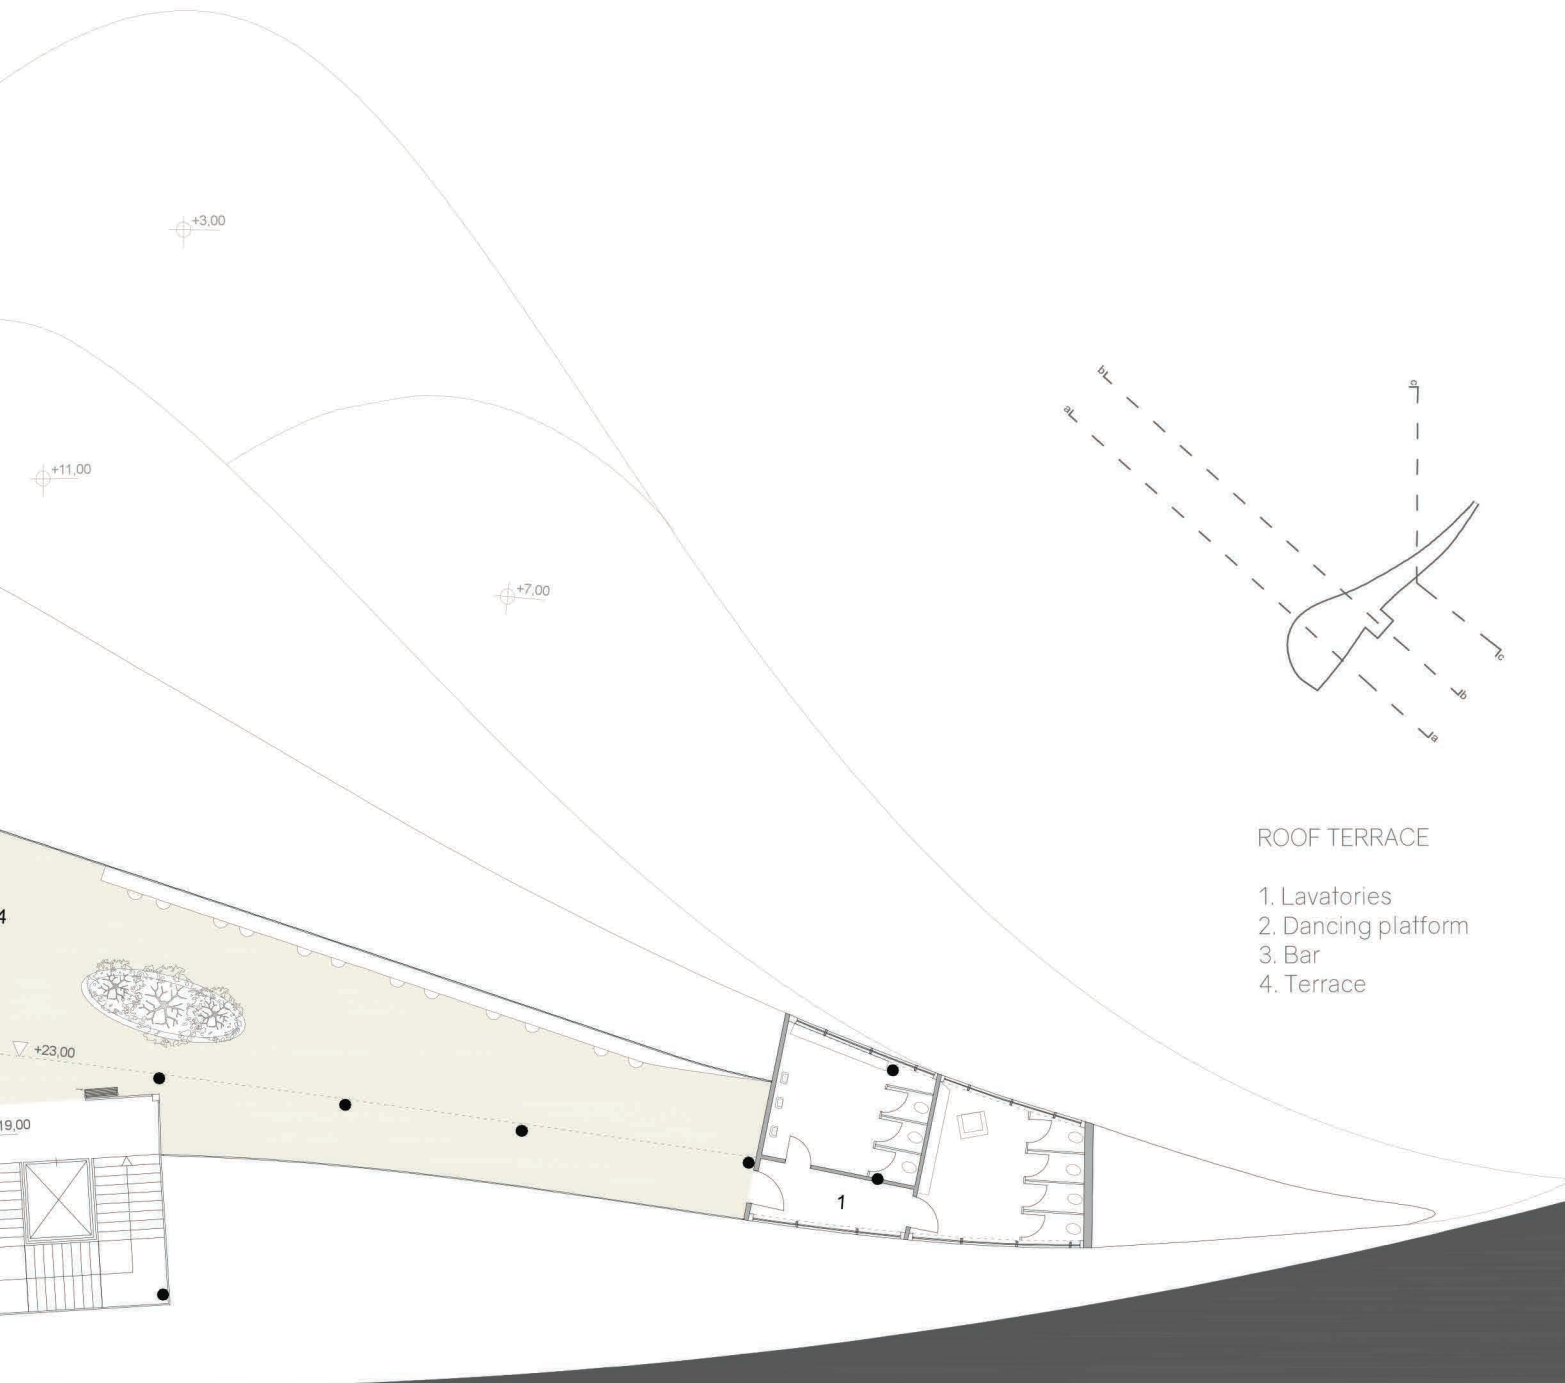 +3,00
b
a
c
+11,00
+7,00
c
b
a
ROOF TERRACE
1. Lavatories
2. Dancing platform
3. Bar
4. Terrace
4
+23,00
19,00
1